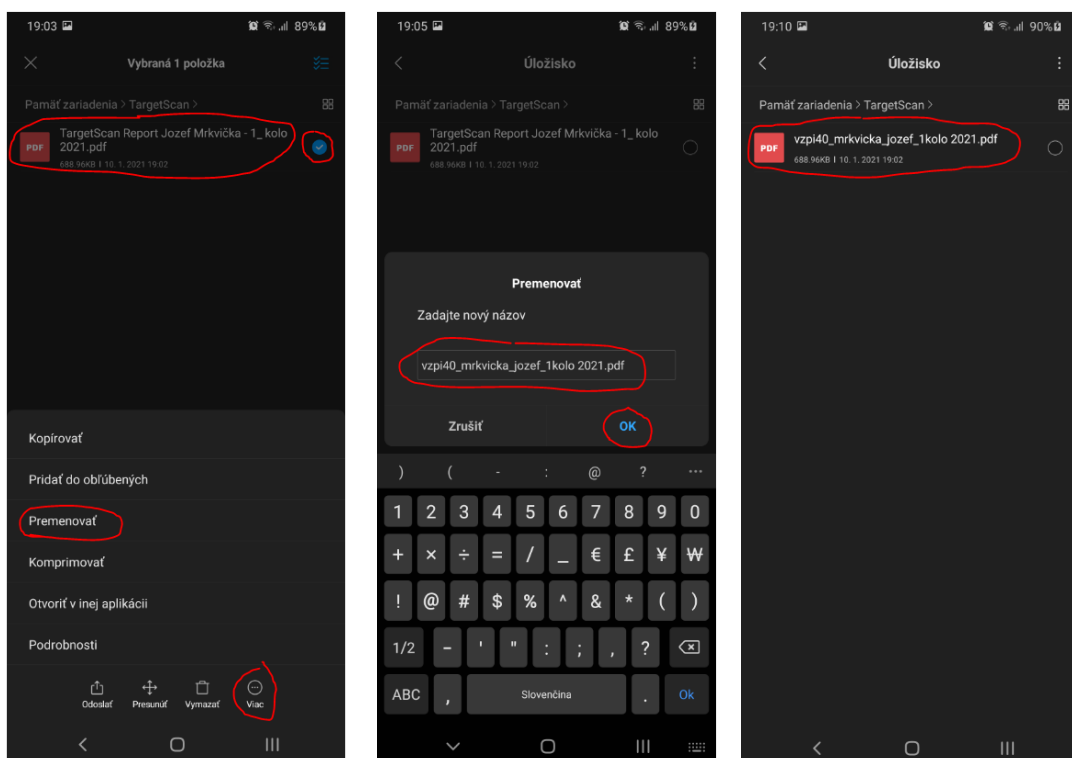 19:03
89%
Vybraná 1 položka
Pamäť zariadenia > TargetScan >
PDF
TargetScan Report Jozef Mrkvička - 1_ kolo
2021.pdf
688.96KB | 10. 1. 2021 19:02
Kopírovať
Pridať do obľúbených
Premenovať
Komprimovať
Otvoriť v inej aplikácii
Podrobnosti
Odoslať Presunúť Vymazať Viac
19:05
89%
Úložisko
Pamäť zariadenia > TargetScan >
PDF
TargetScan Report Jozef Mrkvička - 1_ kolo
2021.pdf
688.96KB | 10. 1. 2021 19:02
Premenovať
Zadajte nový názov
vzpi40_mrkvicka_jozef_1kolo 2021.pdf
Zrušiť OK
) ( - : @ ? ...
1 2 3 4 5 6 7 8 9 0
+ × ÷ = / _ € £ ¥ ₩
! @ # $ % ^ & * ( )
1/2 - ' " : ; , ?
ABC , Slovenčina . Ok
19:10
90%
Úložisko
Pamäť zariadenia > TargetScan >
PDF
vzpi40_mrkvicka_jozef_1kolo 2021.pdf
688.96KB | 10. 1. 2021 19:02